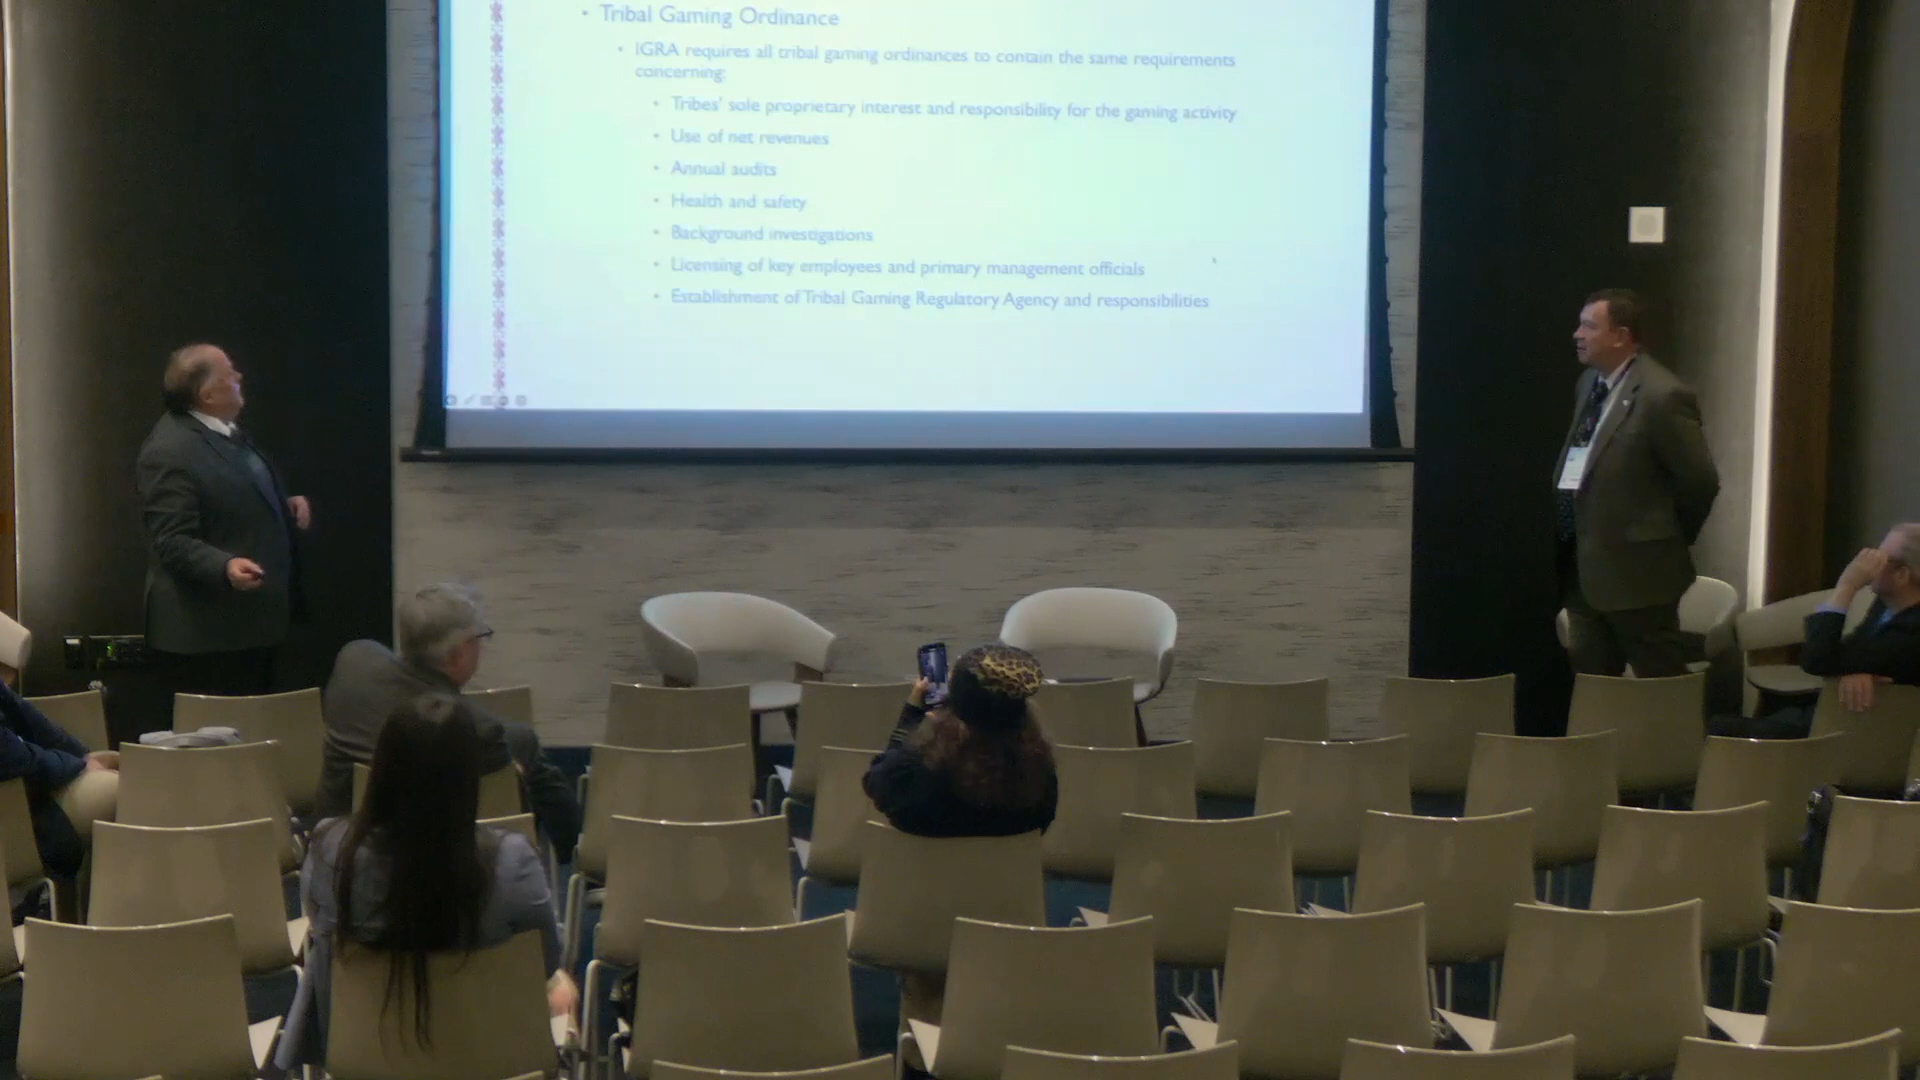 • Tribal Gaming Ordinance
• IGRA requires all tribal gaming ordinances to contain the same requirements
concerning:
• Tribes' sole proprietary interest and responsibility for the gaming activity
• Use of net revenues
• Annual audits
• Health and safety
• Background investigations
• Licensing of key employees and primary management officials
• Establishment of Tribal Gaming Regulatory Agency and responsibilities